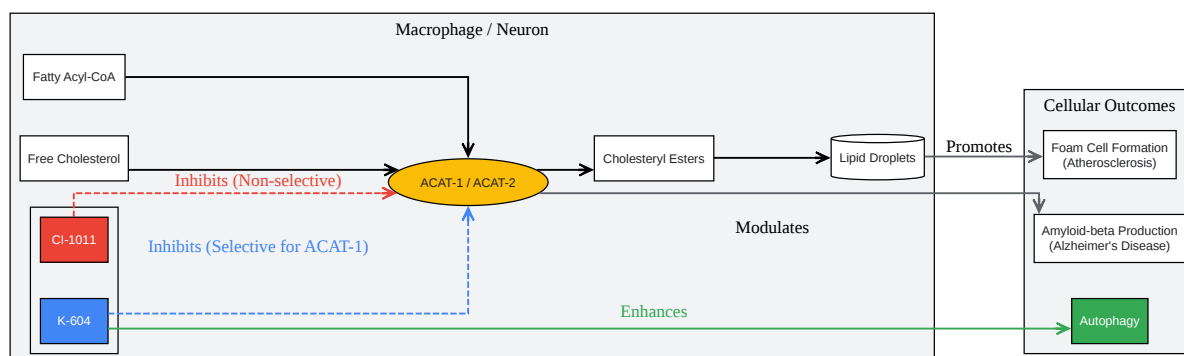 Macrophage / Neuron
Fatty Acyl-CoA
Cellular Outcomes
Free Cholesterol
Cholesteryl Esters
Lipid Droplets
Promotes
Foam Cell Formation
(Atherosclerosis)
Inhibits (Non-selective)
ACAT-1 / ACAT-2
Modulates
Amyloid-beta Production
(Alzheimer's Disease)
CI-1011
Inhibits (Selective for ACAT-1)
K-604
Enhances
Autophagy